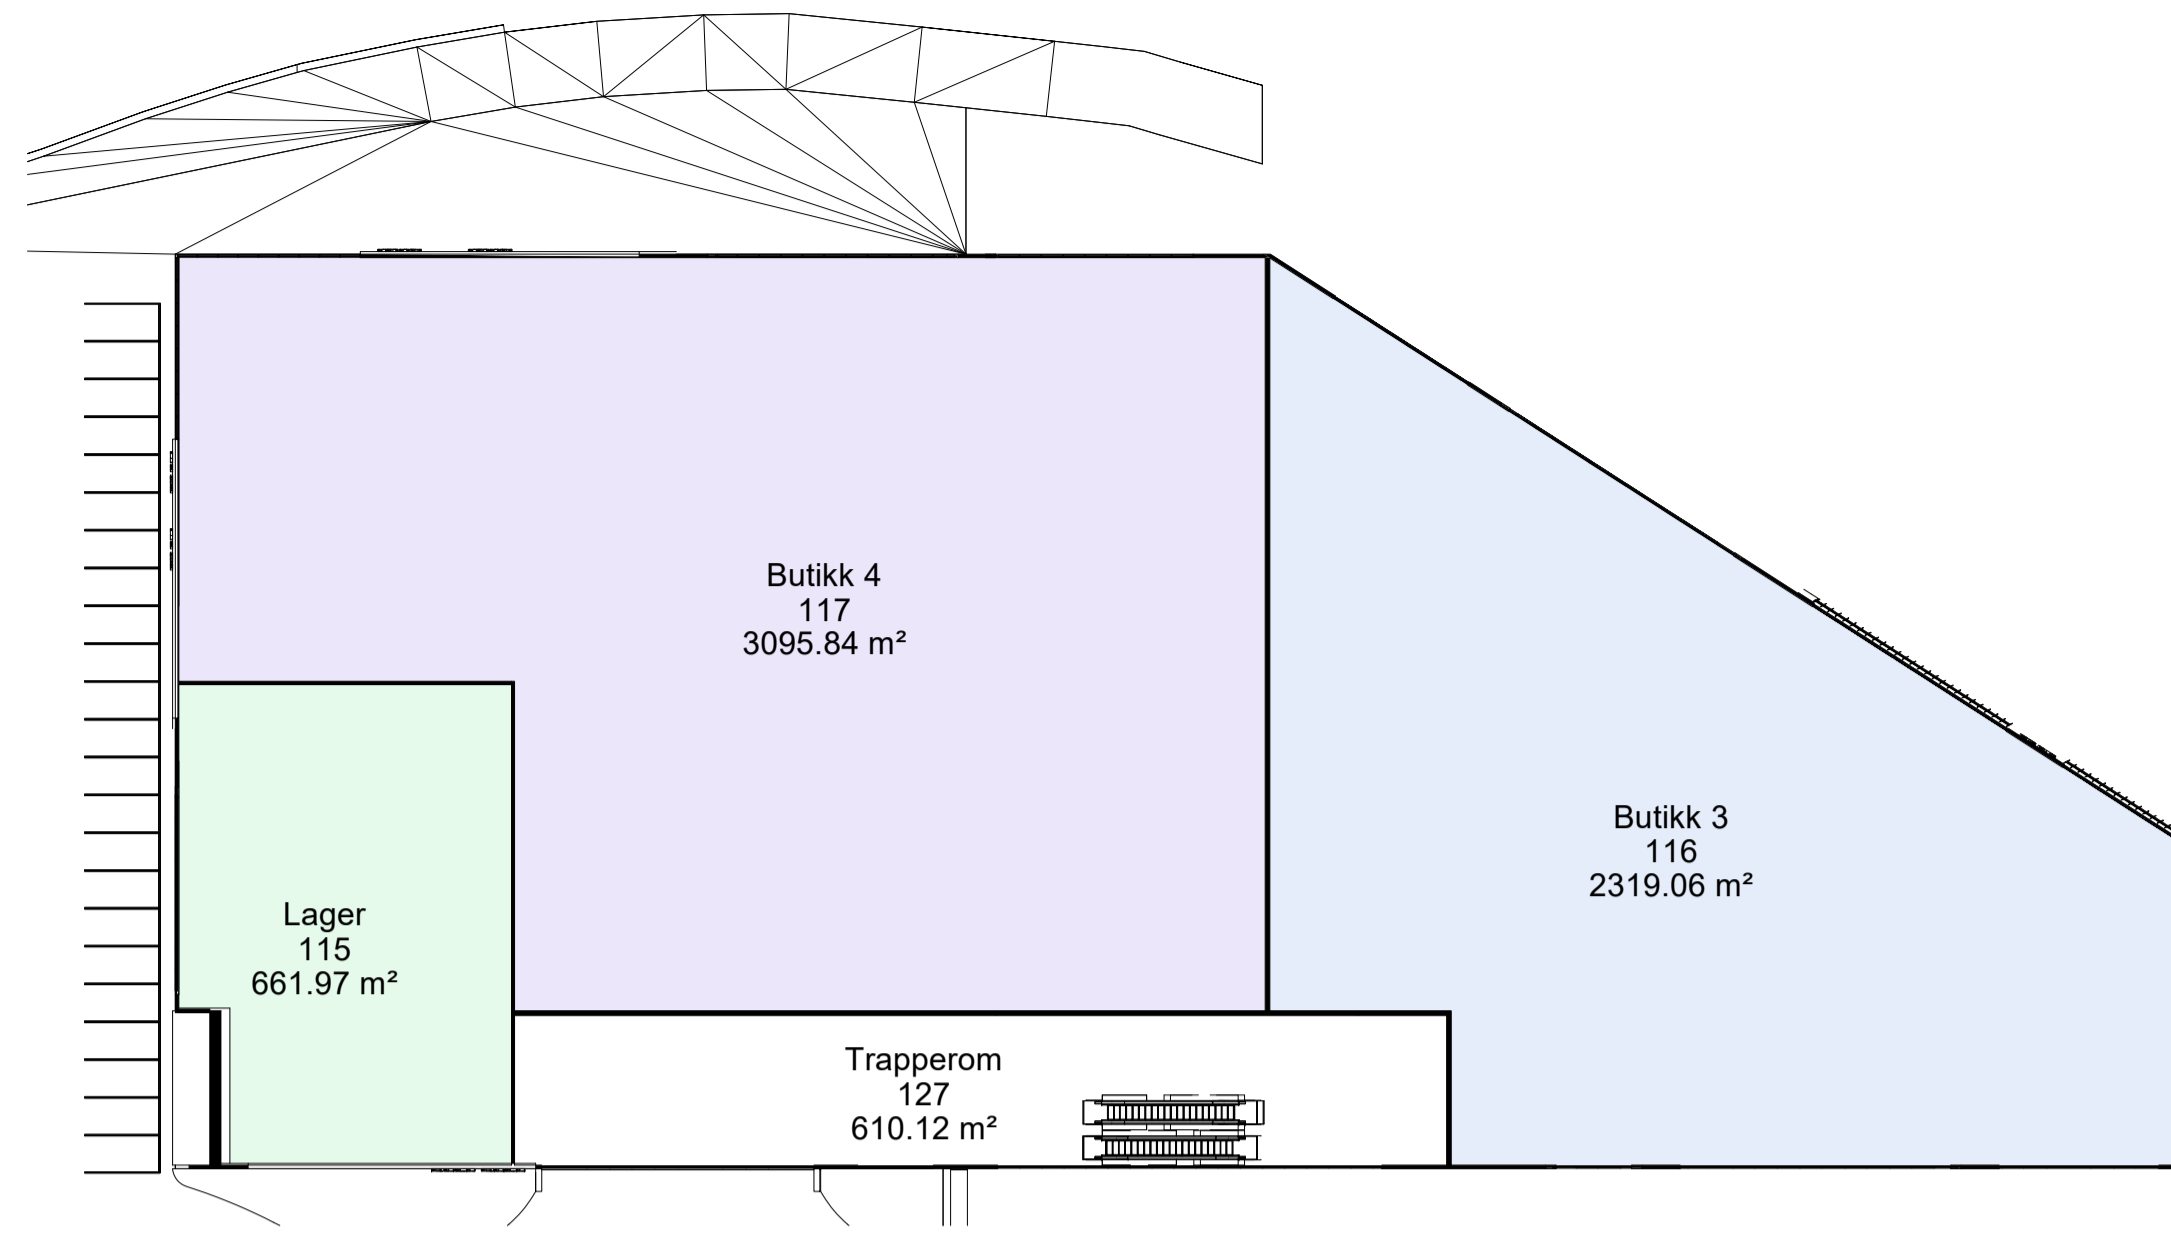 Butikk 4
117
3095.84 m²
Butikk 3
116
2319.06 m²
Lager
115
661.97 m²
Trapperom
127
610.12 m²